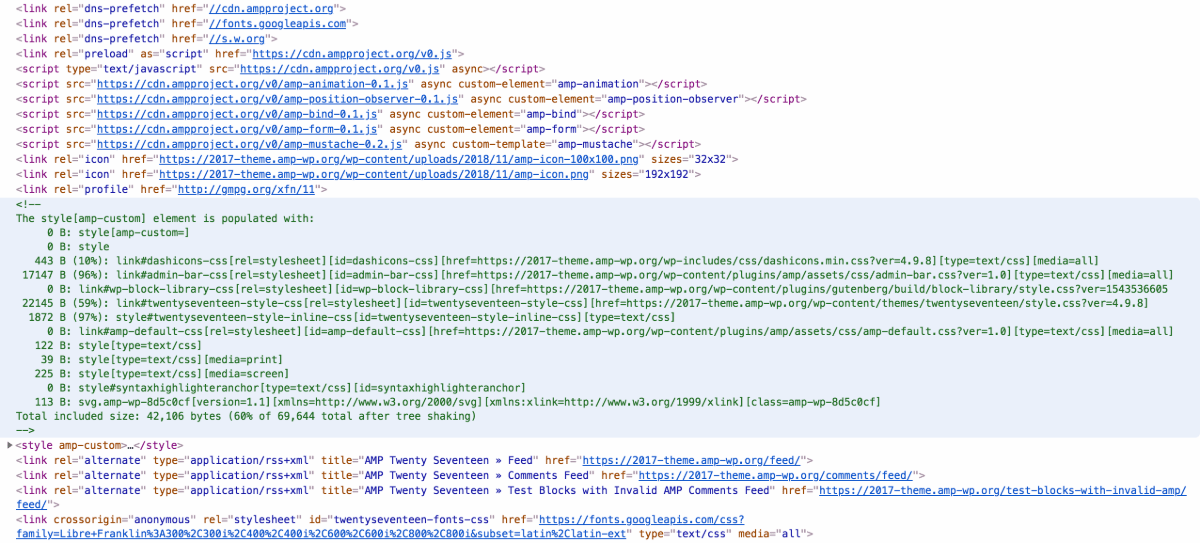 <link rel="dns-prefetch" href="//cdn.ampproject.org">
<link rel="dns-prefetch" href="//fonts.googleapis.com">
<link rel="dns-prefetch" href="//s.w.org">
<link rel="preload" as="script" href="https://cdn.ampproject.org/v0.js">
<script type="text/javascript" src="https://cdn.ampproject.org/v0.js" async></script>
<script src="https://cdn.ampproject.org/v0/amp-animation-0.1.js" async custom-element="amp-animation"></script>
<script src="https://cdn.ampproject.org/v0/amp-position-observer-0.1.js" async custom-element="amp-position-observer"></script>
<script src="https://cdn.ampproject.org/v0/amp-bind-0.1.js" async custom-element="amp-bind"></script>
<script src="https://cdn.ampproject.org/v0/amp-form-0.1.js" async custom-element="amp-form"></script>
<script src="https://cdn.ampproject.org/v0/amp-mustache-0.2.js" async custom-template="amp-mustache"></script>
<link rel="icon" href="https://2017-theme.amp-wp.org/wp-content/uploads/2018/11/amp-icon-100x100.png" sizes="32x32">
<link rel="icon" href="https://2017-theme.amp-wp.org/wp-content/uploads/2018/11/amp-icon.png" sizes="192x192">
<link rel="profile" href="http://gmpg.org/xfn/11">
<!--
The style[amp-custom] element is populated with:
0 B: style[amp-custom=]
0 B: style
443 B (10%): link#dashicons-css[rel=stylesheet][id=dashicons-css][href=https://2017-theme.amp-wp.org/wp-includes/css/dashicons.min.css?ver=4.9.8][type=text/css][media=all]
17147 B (96%): link#admin-bar-css[rel=stylesheet][id=admin-bar-css][href=https://2017-theme.amp-wp.org/wp-content/plugins/amp/assets/css/admin-bar.css?ver=1.0][type=text/css][media=all]
0 B: link#wp-block-library-css[rel=stylesheet][id=wp-block-library-css][href=https://2017-theme.amp-wp.org/wp-content/plugins/gutenberg/build/block-library/style.css?ver=1543536605
22145 B (59%): link#twentyseventeen-style-css[rel=stylesheet][id=twentyseventeen-style-css][href=https://2017-theme.amp-wp.org/wp-content/themes/twentyseventeen/style.css?ver=4.9.8]
1872 B (97%): style#twentyseventeen-style-inline-css[id=twentyseventeen-style-inline-css][type=text/css]
0 B: link#amp-default-css[rel=stylesheet][id=amp-default-css][href=https://2017-theme.amp-wp.org/wp-content/plugins/amp/assets/css/amp-default.css?ver=1.0][type=text/css][media=all]
122 B: style[type=text/css]
39 B: style[type=text/css][media=print]
225 B: style[type=text/css][media=screen]
0 B: style#syntaxhighlighteranchor[type=text/css][id=syntaxhighlighteranchor]
113 B: svg.amp-wp-8d5c0cf[version=1.1][xmlns=http://www.w3.org/2000/svg][xmlns:xlink=http://www.w3.org/1999/xlink][class=amp-wp-8d5c0cf]
Total included size: 42,106 bytes (60% of 69,644 total after tree shaking)
-->
<style amp-custom>…</style>
<link rel="alternate" type="application/rss+xml" title="AMP Twenty Seventeen » Feed" href="https://2017-theme.amp-wp.org/feed/">
<link rel="alternate" type="application/rss+xml" title="AMP Twenty Seventeen » Comments Feed" href="https://2017-theme.amp-wp.org/comments/feed/">
<link rel="alternate" type="application/rss+xml" title="AMP Twenty Seventeen » Test Blocks with Invalid AMP Comments Feed" href="https://2017-theme.amp-wp.org/test-blocks-with-invalid-amp/
feed/">
<link crossorigin="anonymous" rel="stylesheet" id="twentyseventeen-fonts-css" href="https://fonts.googleapis.com/css?
family=Libre+Franklin%3A300%2C300i%2C400%2C400i%2C600%2C600i%2C800%2C800i&subset=latin%2Clatin-ext" type="text/css" media="all">